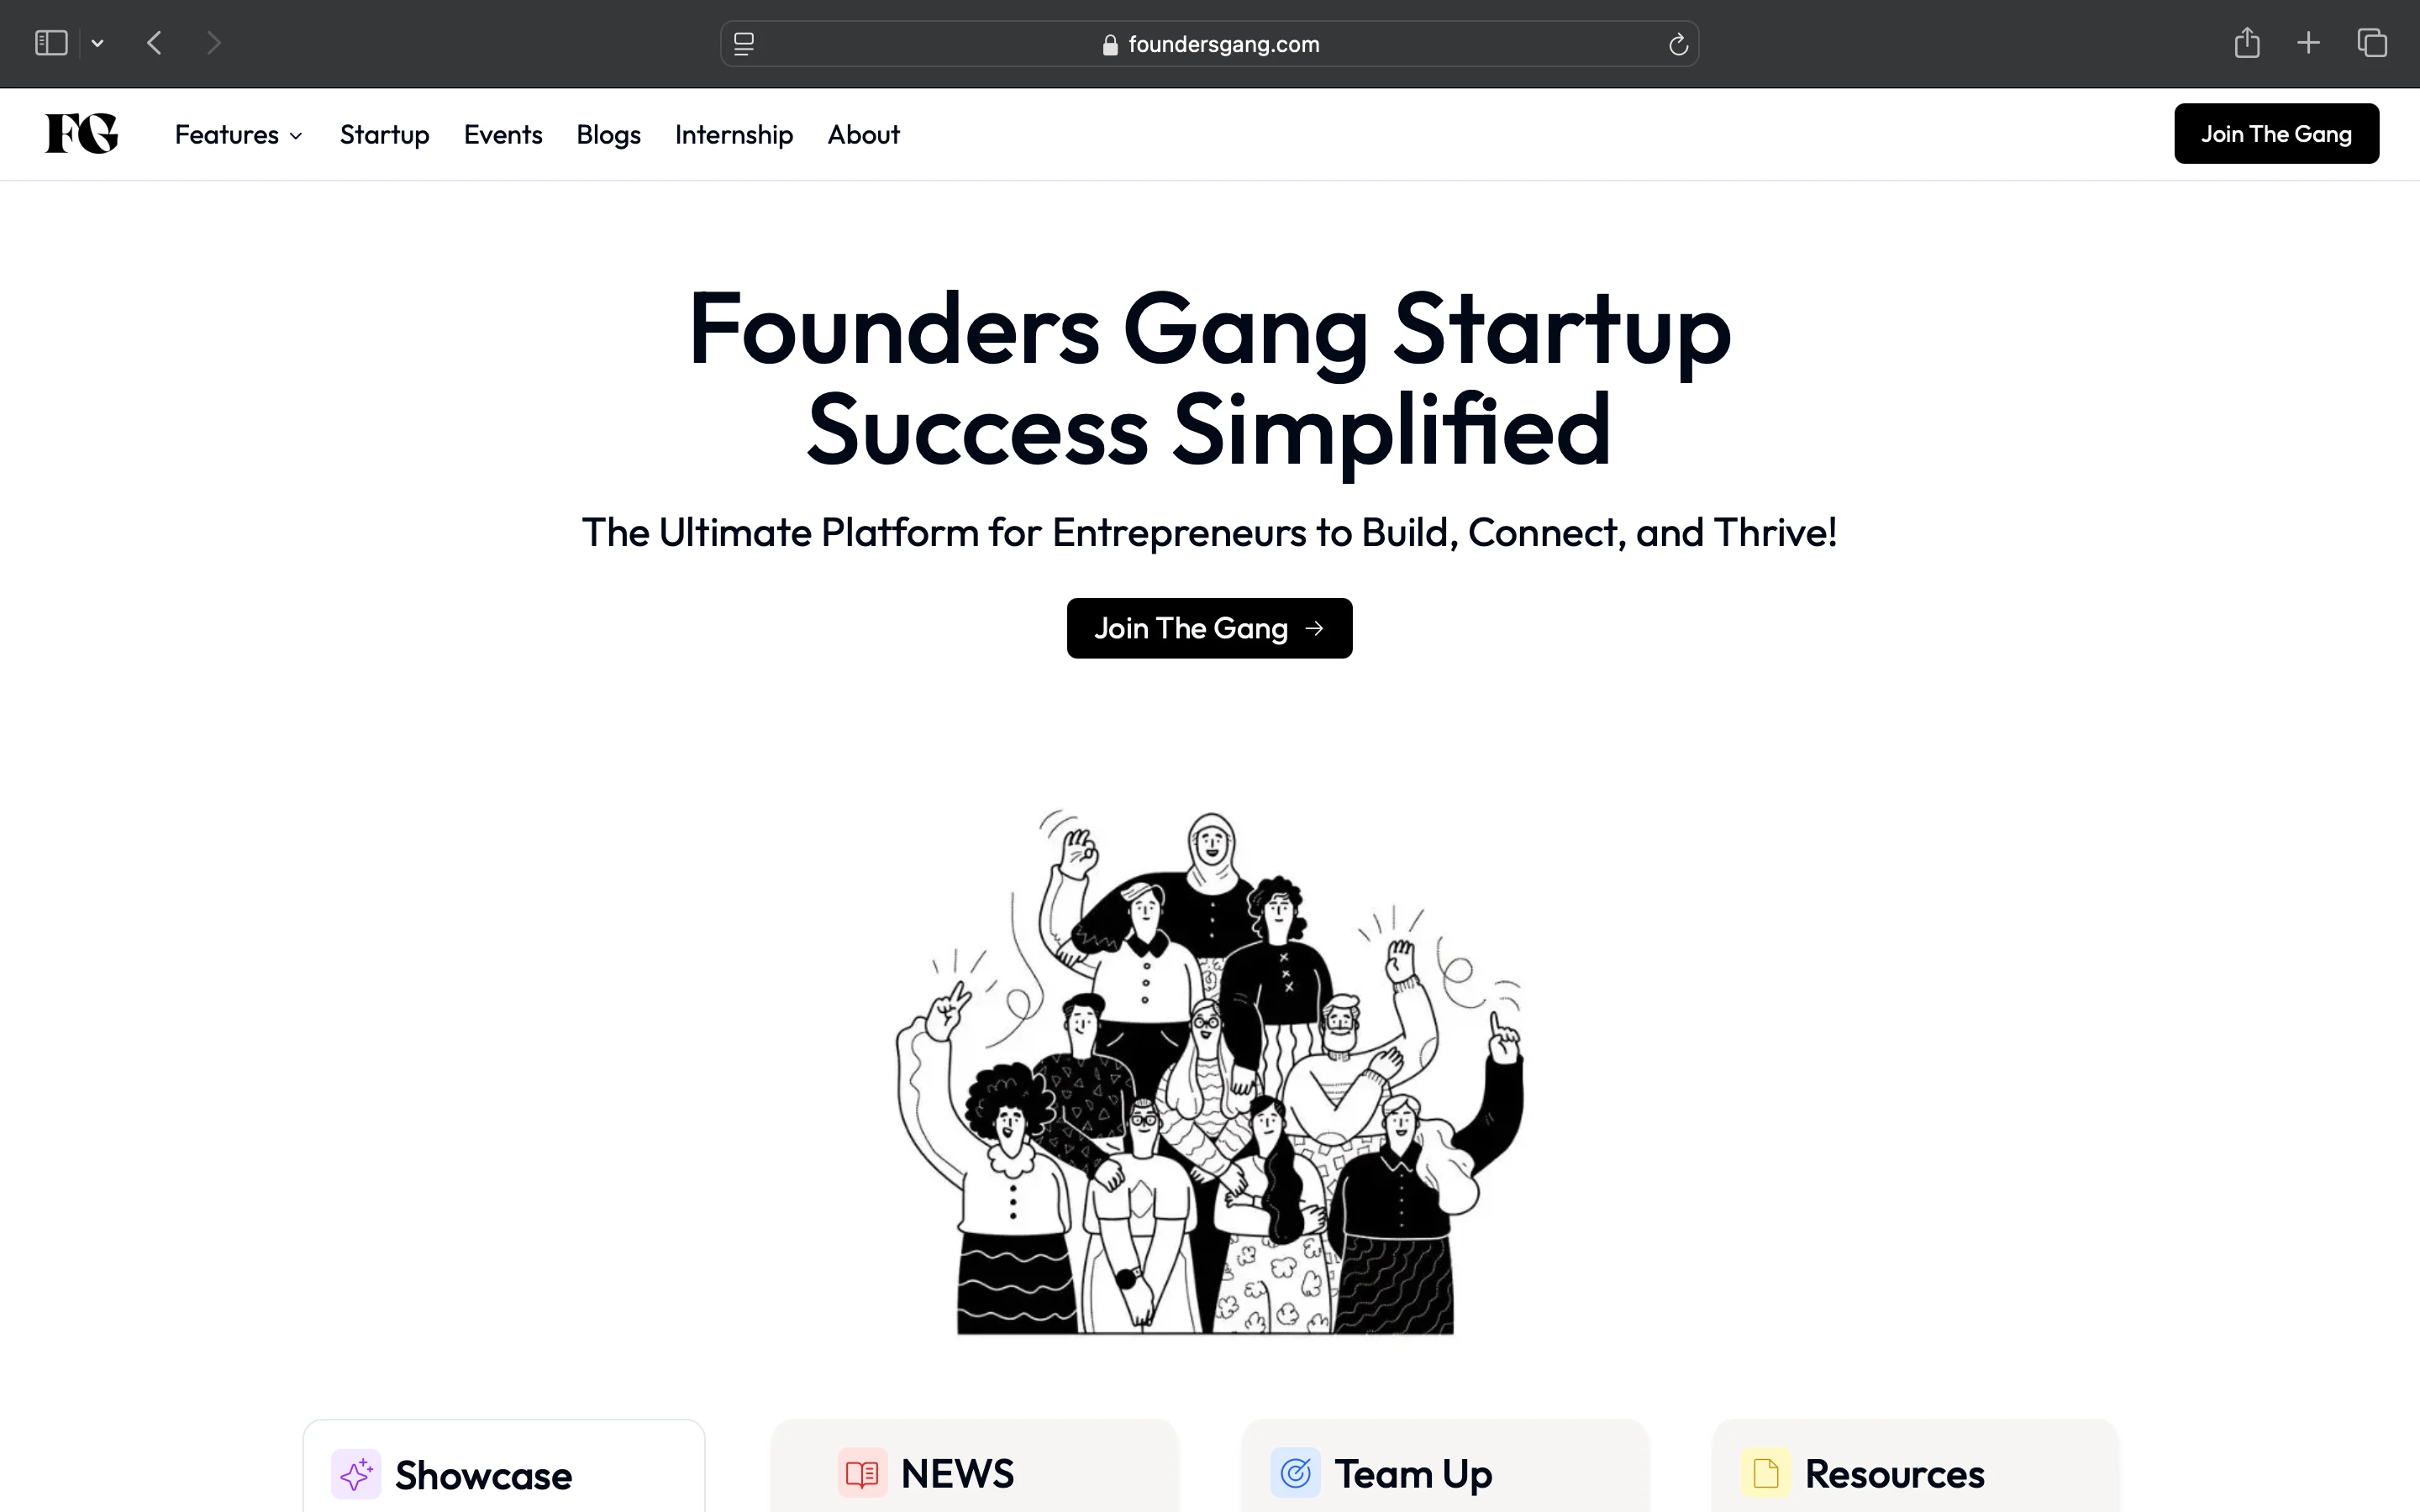 foundersgang.com
FG
Features
Startup
Events
Blogs
Internship
About
Join The Gang
Founders Gang Startup
Success Simplified
The Ultimate Platform for Entrepreneurs to Build, Connect, and Thrive!
Join The Gang →
Showcase
NEWS
Team Up
Resources